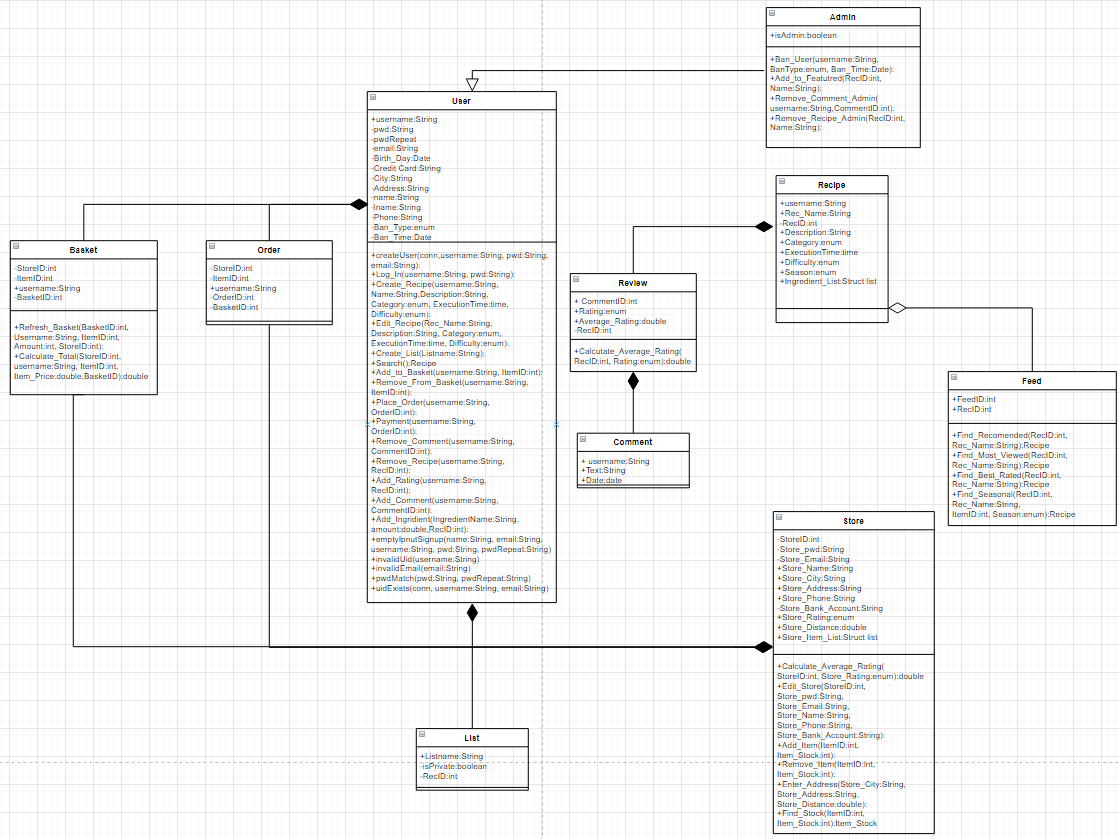 Admin
+isAdmin:boolean
+Ban_User(username:String,
BanType:enum, Ban_Time:Date):
+Add_to_Featutred(RecID:int,
Name:String):
+Remove_Comment_Admin(
username:String,CommentID:int):
+Remove_Recipe_Admin(RecID:int,
Name:String):
User
+username:String
-pwd:String
-pwdRepeat
-email:String
-Birth_Day:Date
-Credit Card:String
-City:String
-Address:String
-name:String
-lname:String
-Phone:String
-Ban_Type:enum
-Ban_Time:Date
+createUser(conn,username:String, pwd:String,
email:String):
+Log_In(username:String, pwd:String):
+Create_Recipe(username:String,
Name:String,Description:String,
Category:enum, ExecutionTime:time,
Difficulty:enum):
+Edit_Recipe(Rec_Name:String,
Description:String, Category:enum,
ExecutionTime:time, Difficulty:enum):
+Create_List(Listname:String):
+Search():Recipe
+Add_to_Basket(username:String, ItemID:int):
+Remove_From_Basket(username:String,
ItemID:int):
+Place_Order(username:String,
OrderID:int):
+Payment(username:String,
OrderID:int):
+Remove_Comment(username:String,
CommentID:int):
+Remove_Recipe(username:String,
RecID:int):
+Add_Rating(username:String,
RecID:int):
+Add_Comment(username:String,
CommentID:int):
+Add_Ingridient(IngredientName:String,
amount:double,RecID:int):
+emptyIpnutSignup(name:String, email:String,
username:String, pwd:String, pwdRepeat:String)
+invalidUid(username:String)
+invalidEmail(email:String)
+pwdMatch(pwd:String, pwdRepeat:String)
+uidExists(conn, username:String, email:String)
Recipe
+username:String
+Rec_Name:String
-RecID:int
+Description:String
+Category:enum
+ExecutionTime:time
+Difficulty:enum
+Season:enum
+Ingredient_List:Struct list
Basket
-StoreID:int
-ItemID:int
+username:String
-BasketID:int
+Refresh_Basket(BasketID:int,
Username:String, ItemID:int,
Amount:int, StoreID:int):
+Calculate_Total(StoreID:int,
username:String, ItemID:int,
Item_Price:double,BasketID):double
Order
-StoreID:int
-ItemID:int
+username:String
-OrderID:int
-BasketID:int
Review
+ CommentID:int
+Rating:enum
+Average_Rating:double
-RecID:int
+Calcutate_Average_Rating(
RecID:int, Rating:enum):double
Comment
+ username:String
+Text:String
+Date:date
Feed
+FeedID:int
+RecID:int
+Find_Recomended(RecID:int,
Rec_Name:String):Recipe
+Find_Most_Viewed(RecID:int,
Rec_Name:String):Recipe
+Find_Best_Rated(RecID:int,
Rec_Name:String):Recipe
+Find_Seasonal(RecID:int,
Rec_Name:String,
ItemID:int, Season:enum):Recipe
Store
-StoreID:int
-Store_pwd:String
-Store_Email:String
+Store_Name:String
+Store_City:String
+Store_Address:String
+Store_Phone:String
-Store_Bank_Account:String
+Store_Rating:enum
+Store_Distance:double
+Store_Item_List:Struct list
+Calculate_Average_Rating(
StoreID:int, Store_Rating:enum):double
+Edit_Store(StoreID:int,
Store_pwd:String,
Store_Email:String,
Store_Name:String,
Store_Phone:String,
Store_Bank_Account:String):
+Add_Item(ItemID:int,
Item_Stock:int):
+Remove_Item(ItemID:int,
Item_Stock:int):
+Enter_Address(Store_City:String,
Store_Address:String,
Store_Distance:double):
+Find_Stock(ItemID:int,
Item_Stock:int):Item_Stock
List
+Listname:String
-isPrivate:boolean
-RecID:int